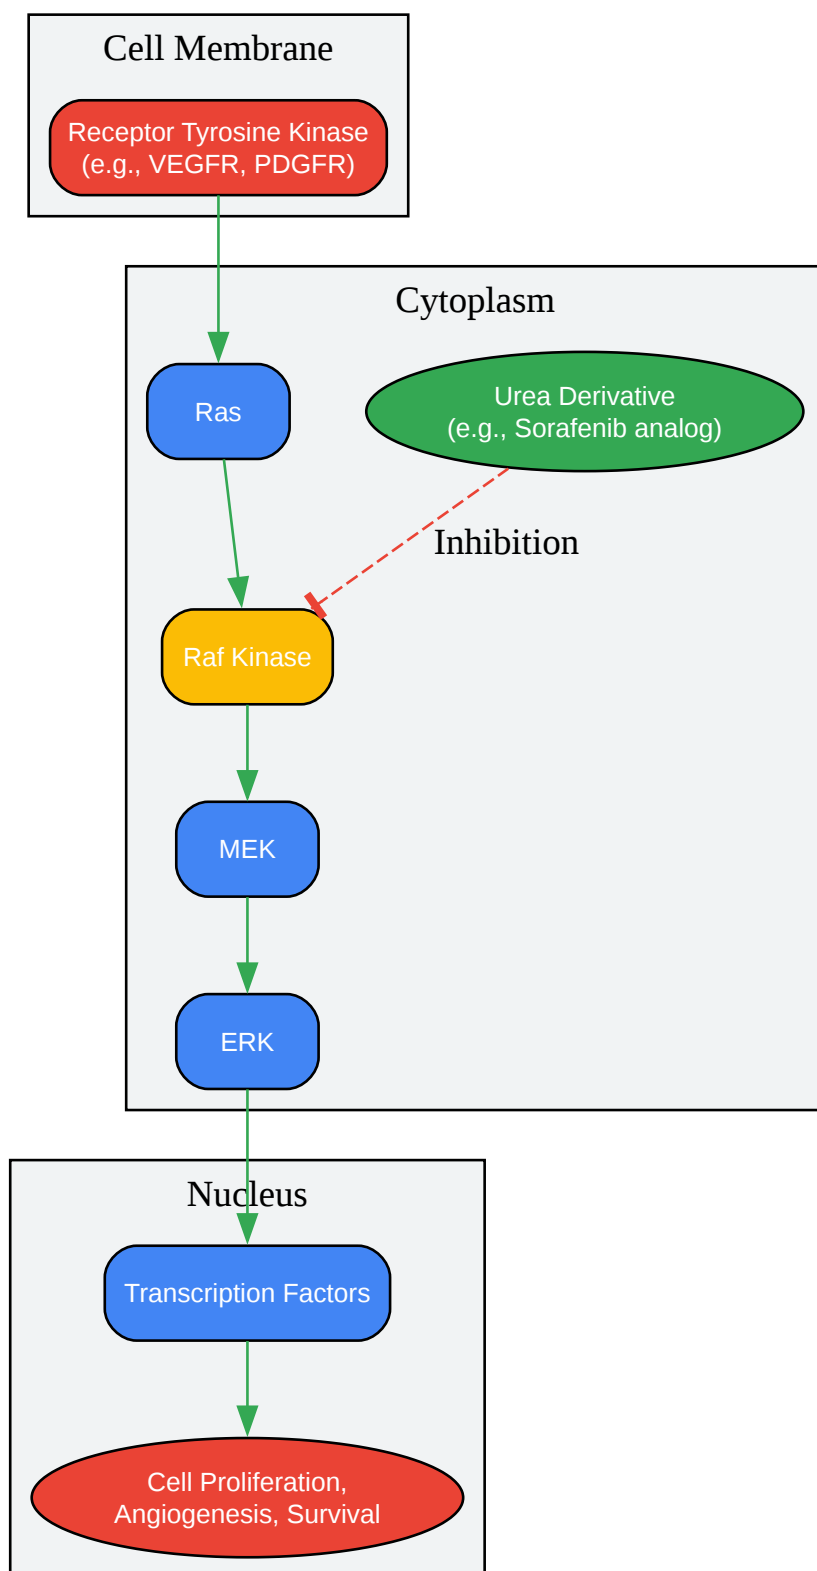 Cell Membrane
Receptor Tyrosine Kinase
(e.g., VEGFR, PDGFR)
Cytoplasm
Ras
Urea Derivative
(e.g., Sorafenib analog)
Inhibition
Raf Kinase
MEK
ERK
Nucleus
Transcription Factors
Cell Proliferation,
Angiogenesis, Survival